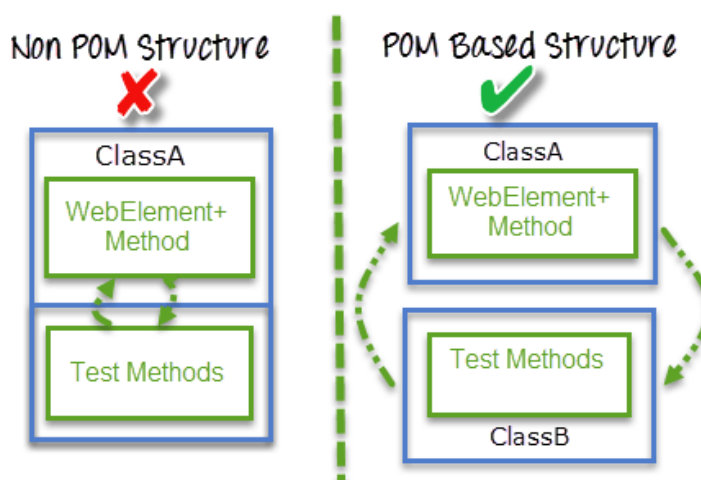 Non POM Structure
ClassA
WebElement+
Method
Test Methods
POM Based Structure
ClassA
WebElement+
Method
Test Methods
ClassB